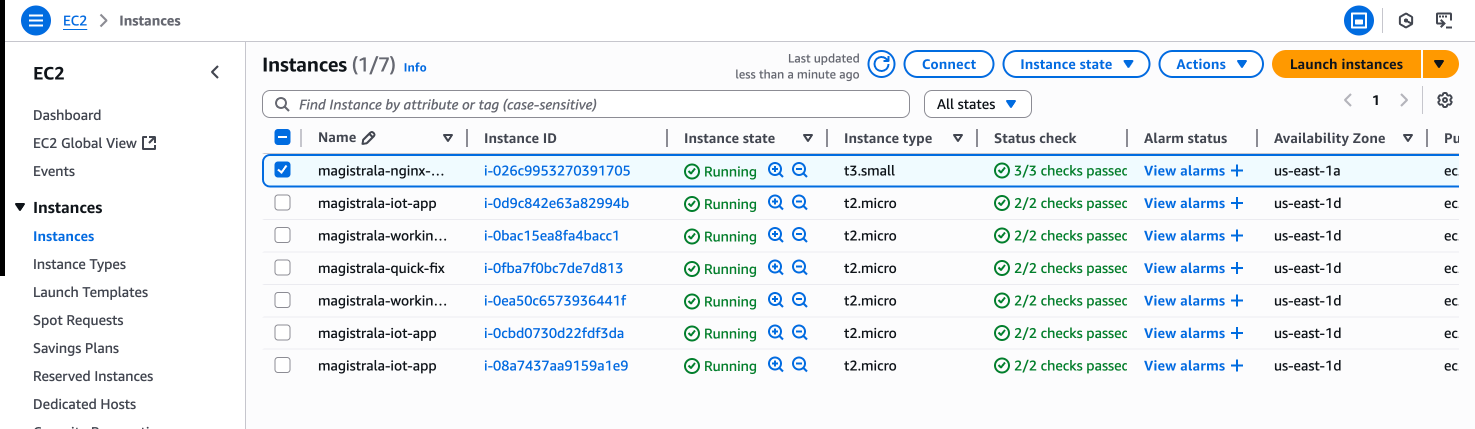 EC2 > Instances
EC2
Dashboard
EC2 Global View
Events
Instances
Instances
Instance Types
Launch Templates
Spot Requests
Savings Plans
Reserved Instances
Dedicated Hosts
Instances (1/7) Info
Last updated
less than a minute ago
Connect
Instance state
Actions
Launch instances
Find Instance by attribute or tag (case-sensitive)
All states
1
Name Instance ID Instance state Instance type Status check Alarm status Availability Zone Pu
magistrala-nginx-... i-026c9953270391705 Running t3.small 3/3 checks passed View alarms + us-east-1a ec
magistrala-iot-app i-0d9c842e63a82994b Running t2.micro 2/2 checks passed View alarms + us-east-1d ec
magistrala-workin... i-0bac15ea8fa4bacc1 Running t2.micro 2/2 checks passed View alarms + us-east-1d ec
magistrala-quick-fix i-0fba7f0bc7de7d813 Running t2.micro 2/2 checks passed View alarms + us-east-1d ec
magistrala-workin... i-0ea50c6573936441f Running t2.micro 2/2 checks passed View alarms + us-east-1d ec
magistrala-iot-app i-0cbd0730d22fdf3da Running t2.micro 2/2 checks passed View alarms + us-east-1d ec
magistrala-iot-app i-08a7437aa9159a1e9 Running t2.micro 2/2 checks passed View alarms + us-east-1d ec